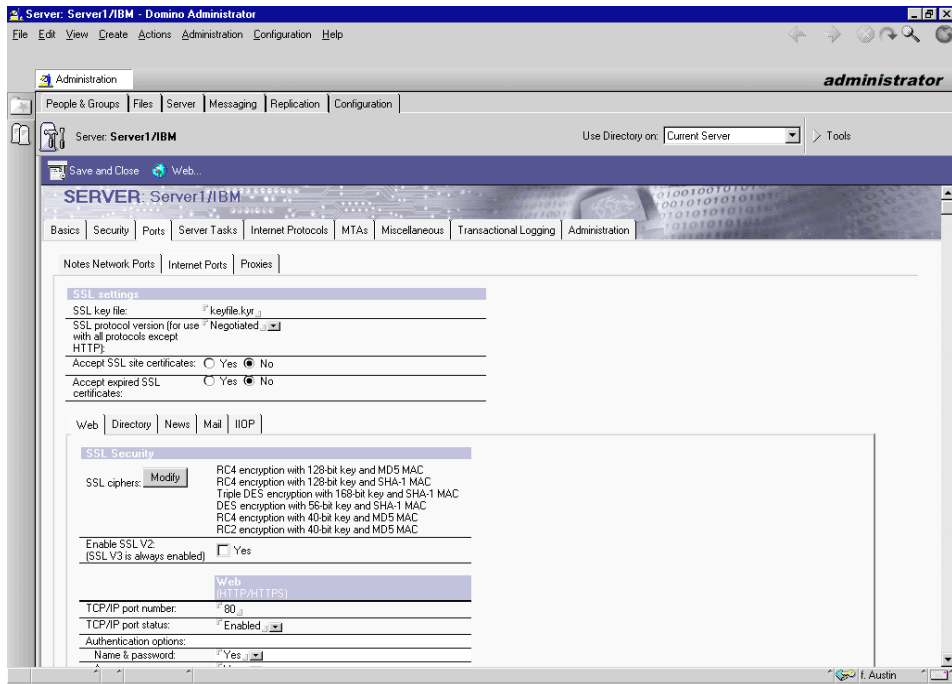 Server: Server1/IBM - Domino Administrator
File Edit View Create Actions Administration Configuration Help
Administration
administrator
People & Groups Files Server Messaging Replication Configuration
Server: Server1/IBM
Use Directory on: Current Server
Tools
Save and Close Web...
SERVER: Server1/IBM
Basics Security Ports Server Tasks Internet Protocols MTAs Miscellaneous Transactional Logging Administration
Notes Network Ports Internet Ports Proxies
SSL settings
SSL key file: keyfile.kyr
SSL protocol version (for use Negotiated
with all protocols except
HTTP):
Accept SSL site certificates: Yes No
Accept expired SSL Yes No
certificates:
Web Directory News Mail IIOP
SSL Security
SSL ciphers: Modify
RC4 encryption with 128-bit key and MD5 MAC
RC4 encryption with 128-bit key and SHA-1 MAC
Triple DES encryption with 168-bit key and SHA-1 MAC
DES encryption with 56-bit key and SHA-1 MAC
RC4 encryption with 40-bit key and MD5 MAC
RC2 encryption with 40-bit key and MD5 MAC
Enable SSL V2:
(SSL V3 is always enabled) Yes
Web
(HTTP/HTTPS)
TCP/IP port number: 80
TCP/IP port status: Enabled
Authentication options:
Name & password: Yes
f. Austin